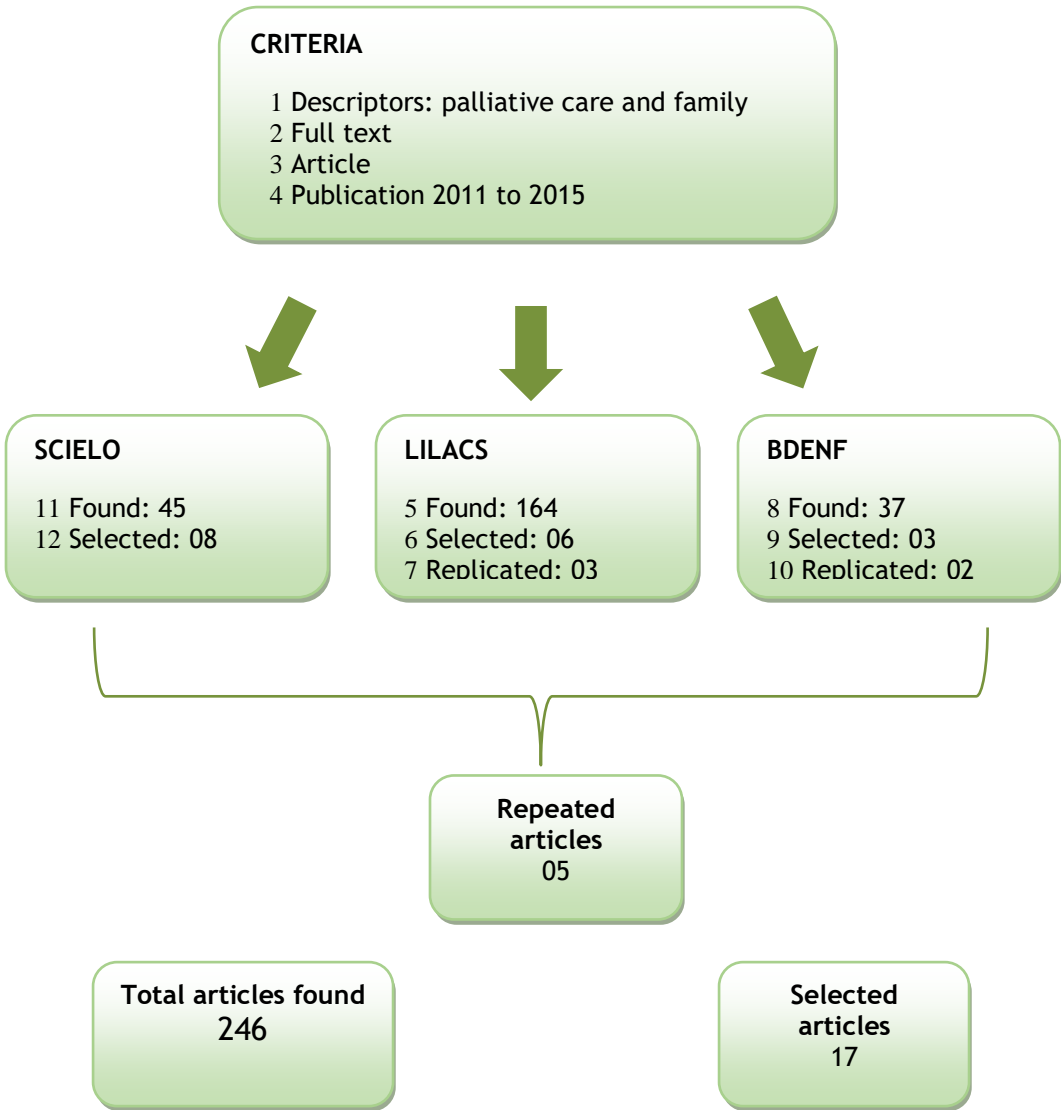 CRITERIA
1 Descriptors: palliative care and family
2 Full text
3 Article
4 Publication 2011 to 2015
SCIELO
11 Found: 45
12 Selected: 08
LILACS
5 Found: 164
6 Selected: 06
7 Replicated: 03
BDENF
8 Found: 37
9 Selected: 03
10 Replicated: 02
Repeated
articles
05
Total articles found
246
Selected
articles
17